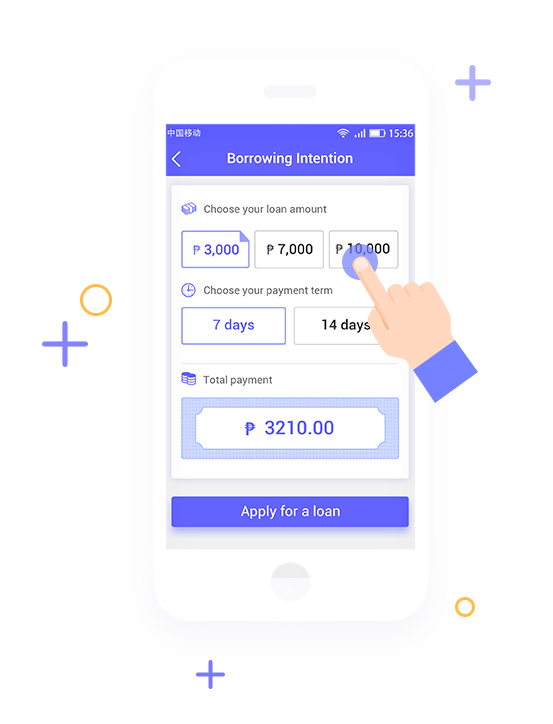 中国移动 15:36
Borrowing Intention
Choose your loan amount
₱ 3,000 ₱ 7,000 ₱ 10,000
Choose your payment term
7 days 14 days
Total payment
₱ 3210.00
Apply for a loan